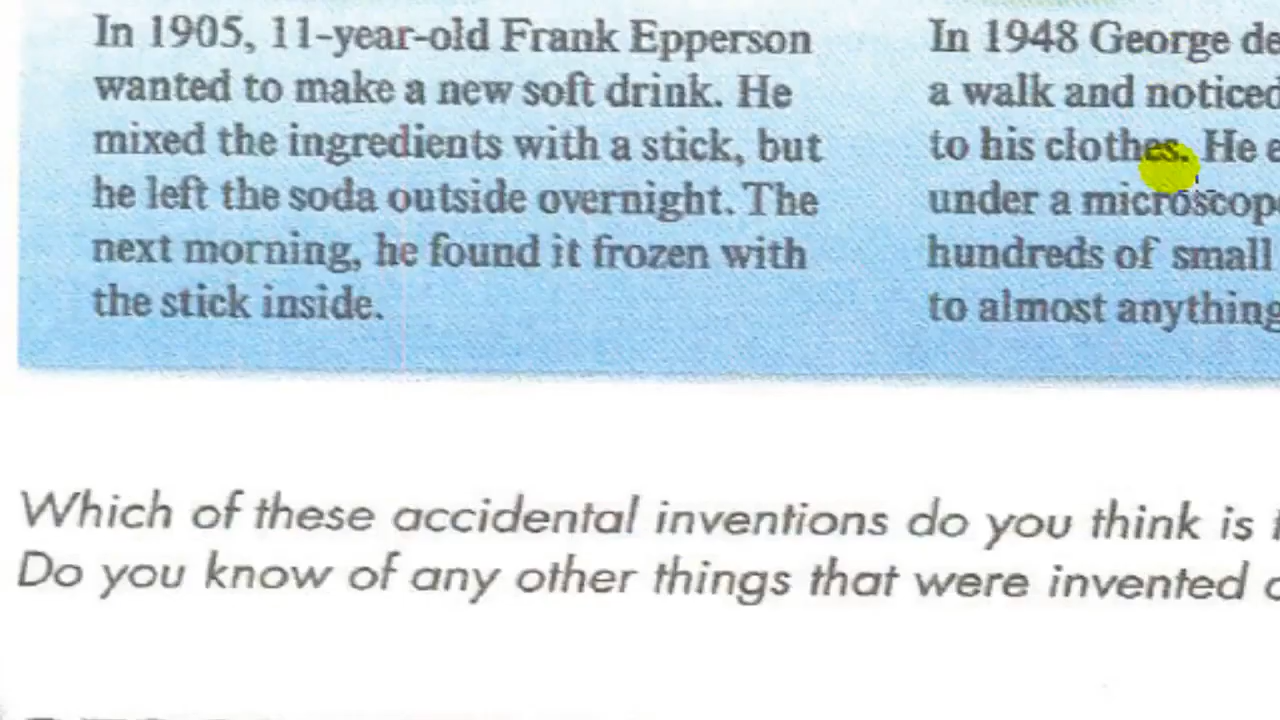 In 1905, 11-year-old Frank Epperson
wanted to make a new soft drink. He
mixed the ingredients with a stick, but
he left the soda outside overnight. The
next morning, he found it frozen with
the stick inside.
In 1948 George de
a walk and noticed
to his clothes. He
under a microscop
hundreds of small
to almost anything
Which of these accidental inventions do you think is
Do you know of any other things that were invented